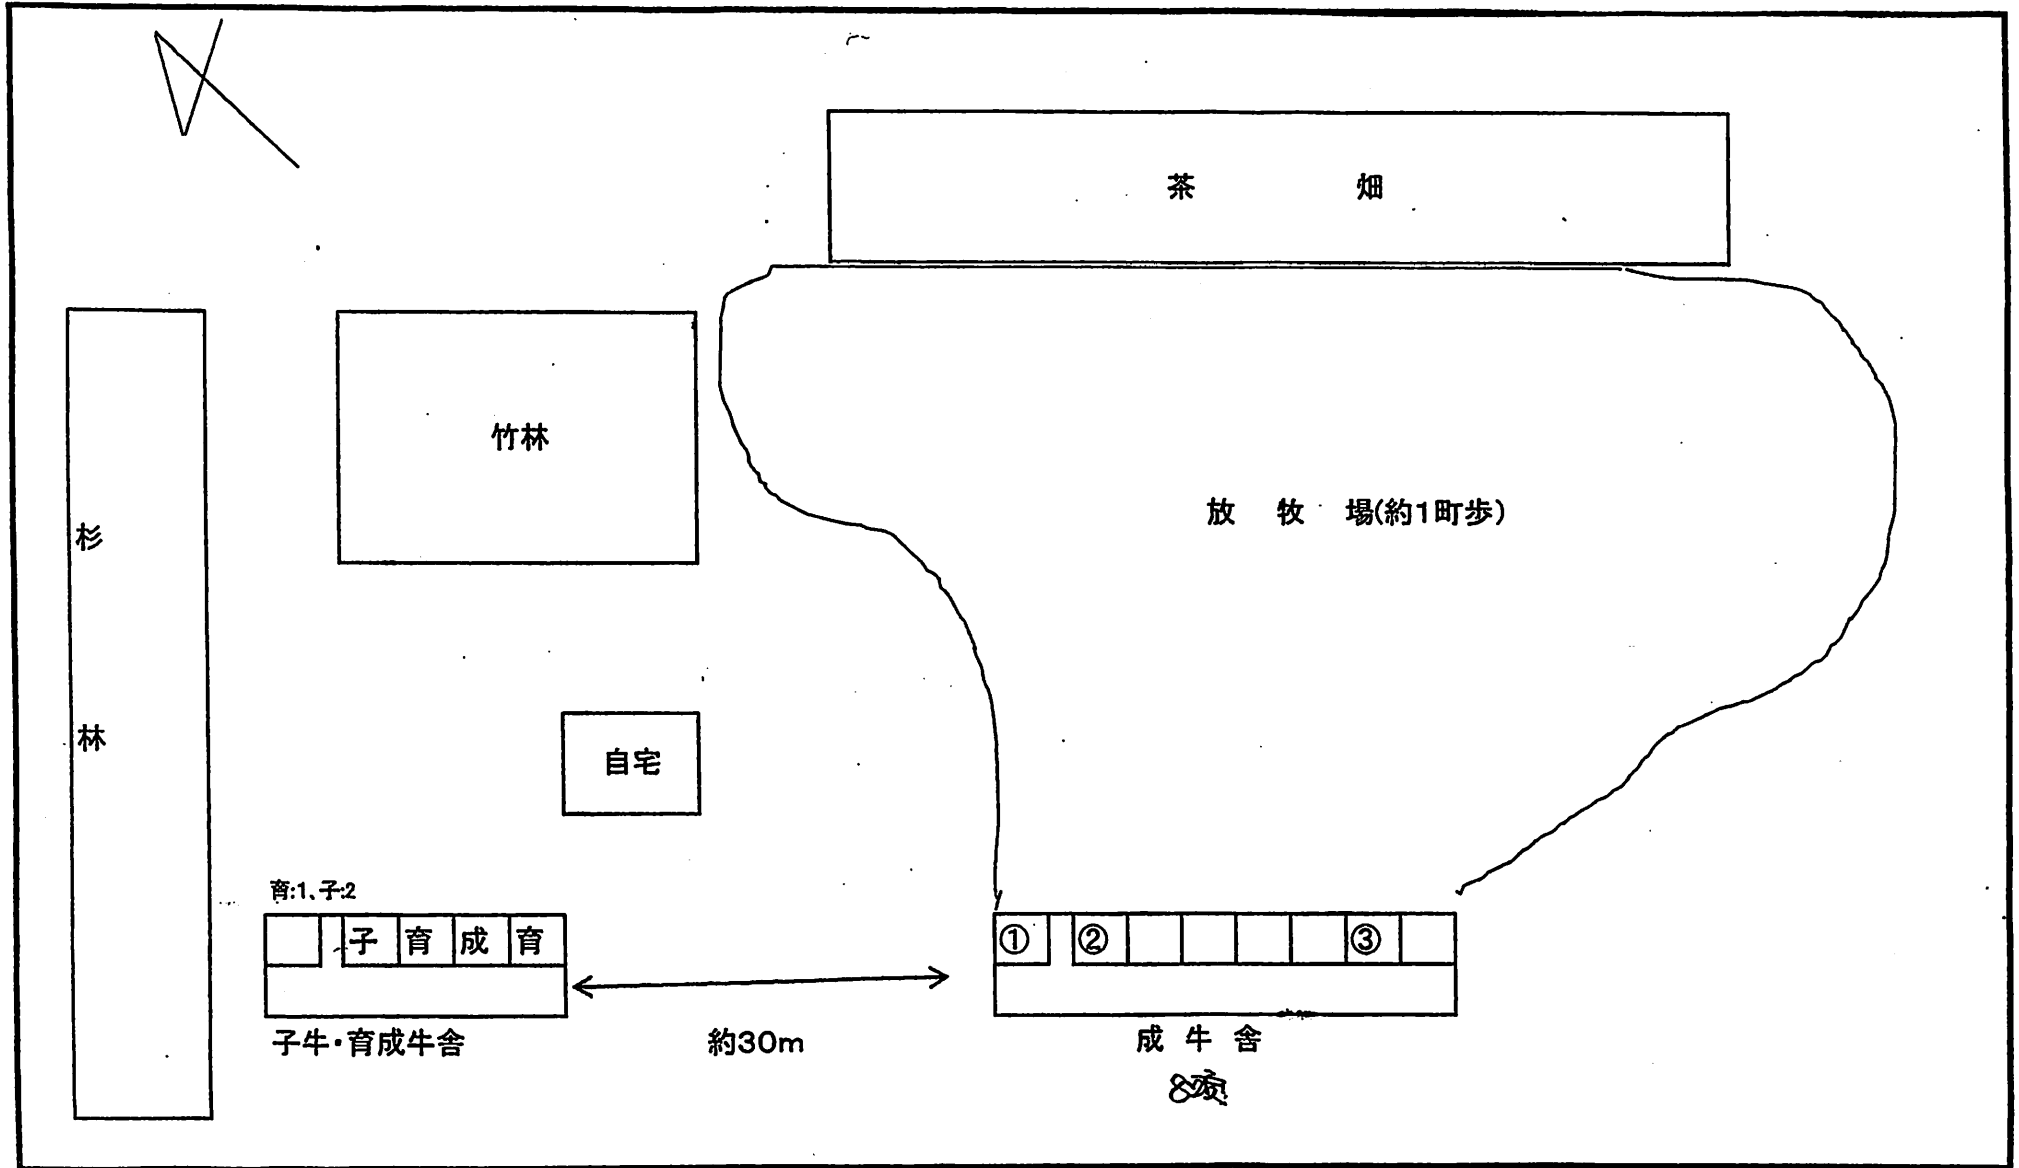 茶 畑
竹林
放 牧 場(約1町歩)
杉
林
自宅
育:1、子:2
子 育 成 育
① ② ③
子牛・育成牛舎
約30m
成 牛 舎
8頭